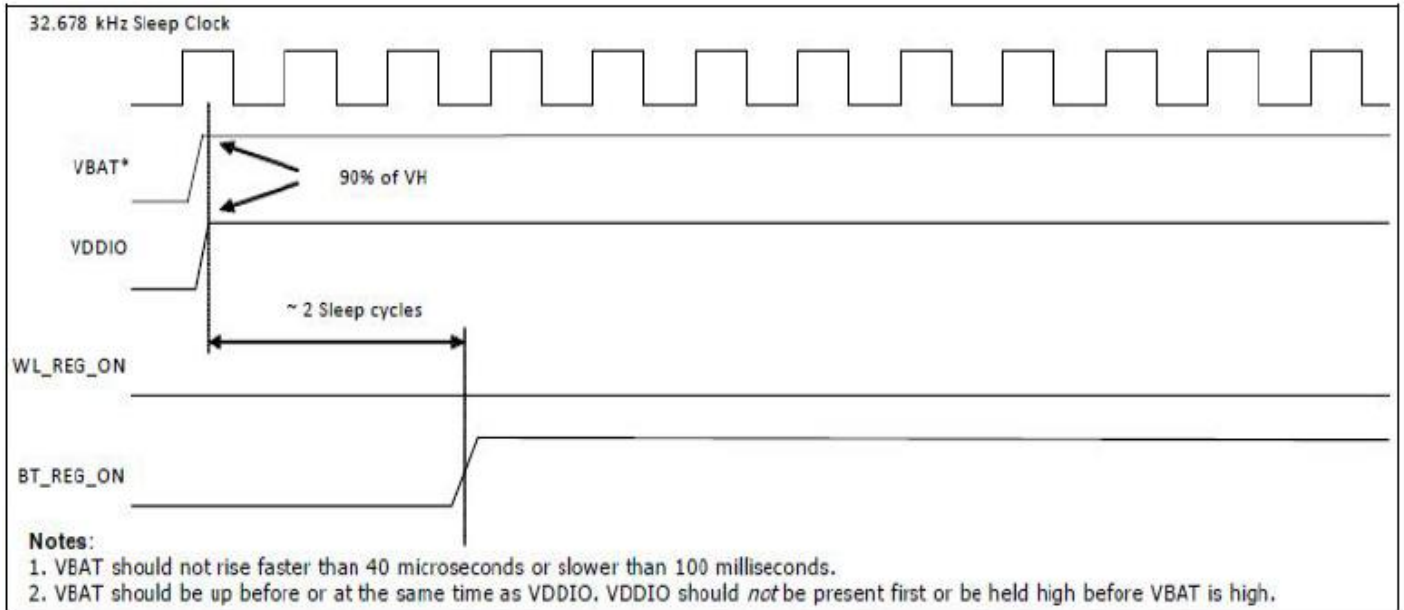 32.678 kHz Sleep Clock
VBAT*
90% of VH
VDDIO
~ 2 Sleep cycles
WL_REG_ON
BT_REG_ON
Notes:
1. VBAT should not rise faster than 40 microseconds or slower than 100 milliseconds.
2. VBAT should be up before or at the same time as VDDIO. VDDIO should not be present first or be held high before VBAT is high.